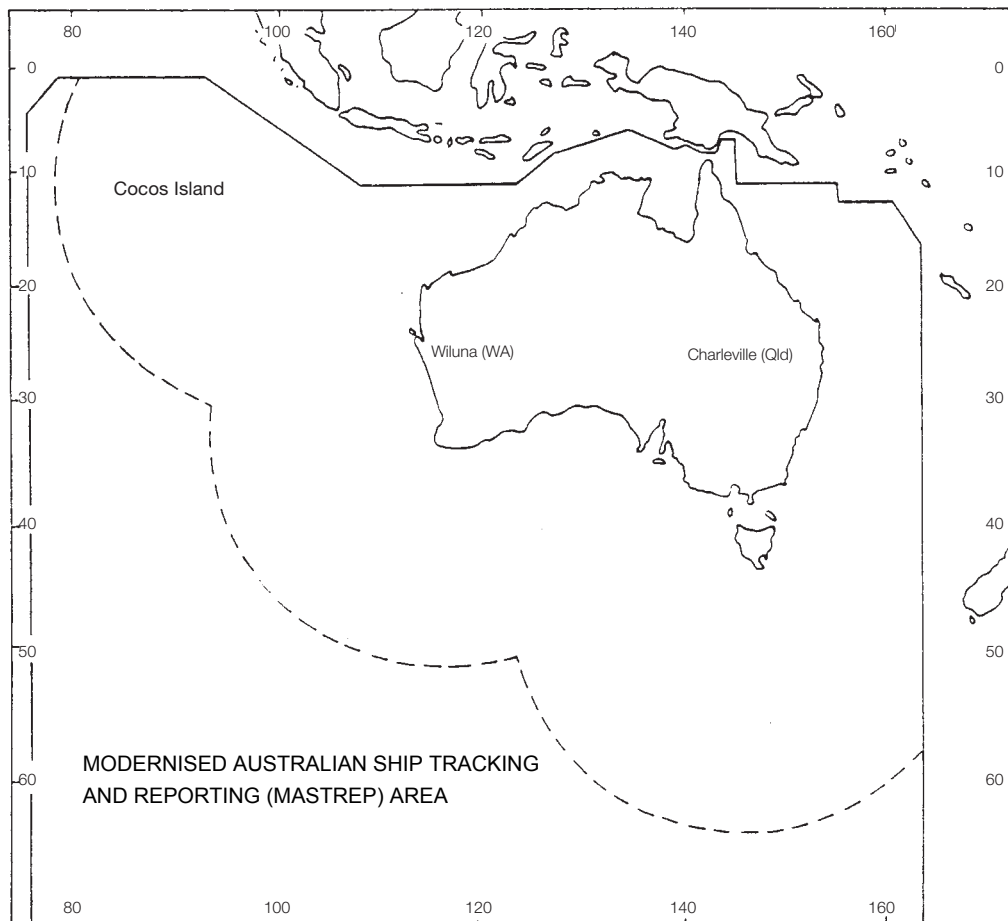 80 100 120 140 160
0 0
10 10
Cocos Island
20 20
Wiluna (WA) Charleville (Qld)
30 30
40 40
50 50
MODERNISED AUSTRALIAN SHIP TRACKING
AND REPORTING (MASTREP) AREA
60 60
80 100 120 140 160